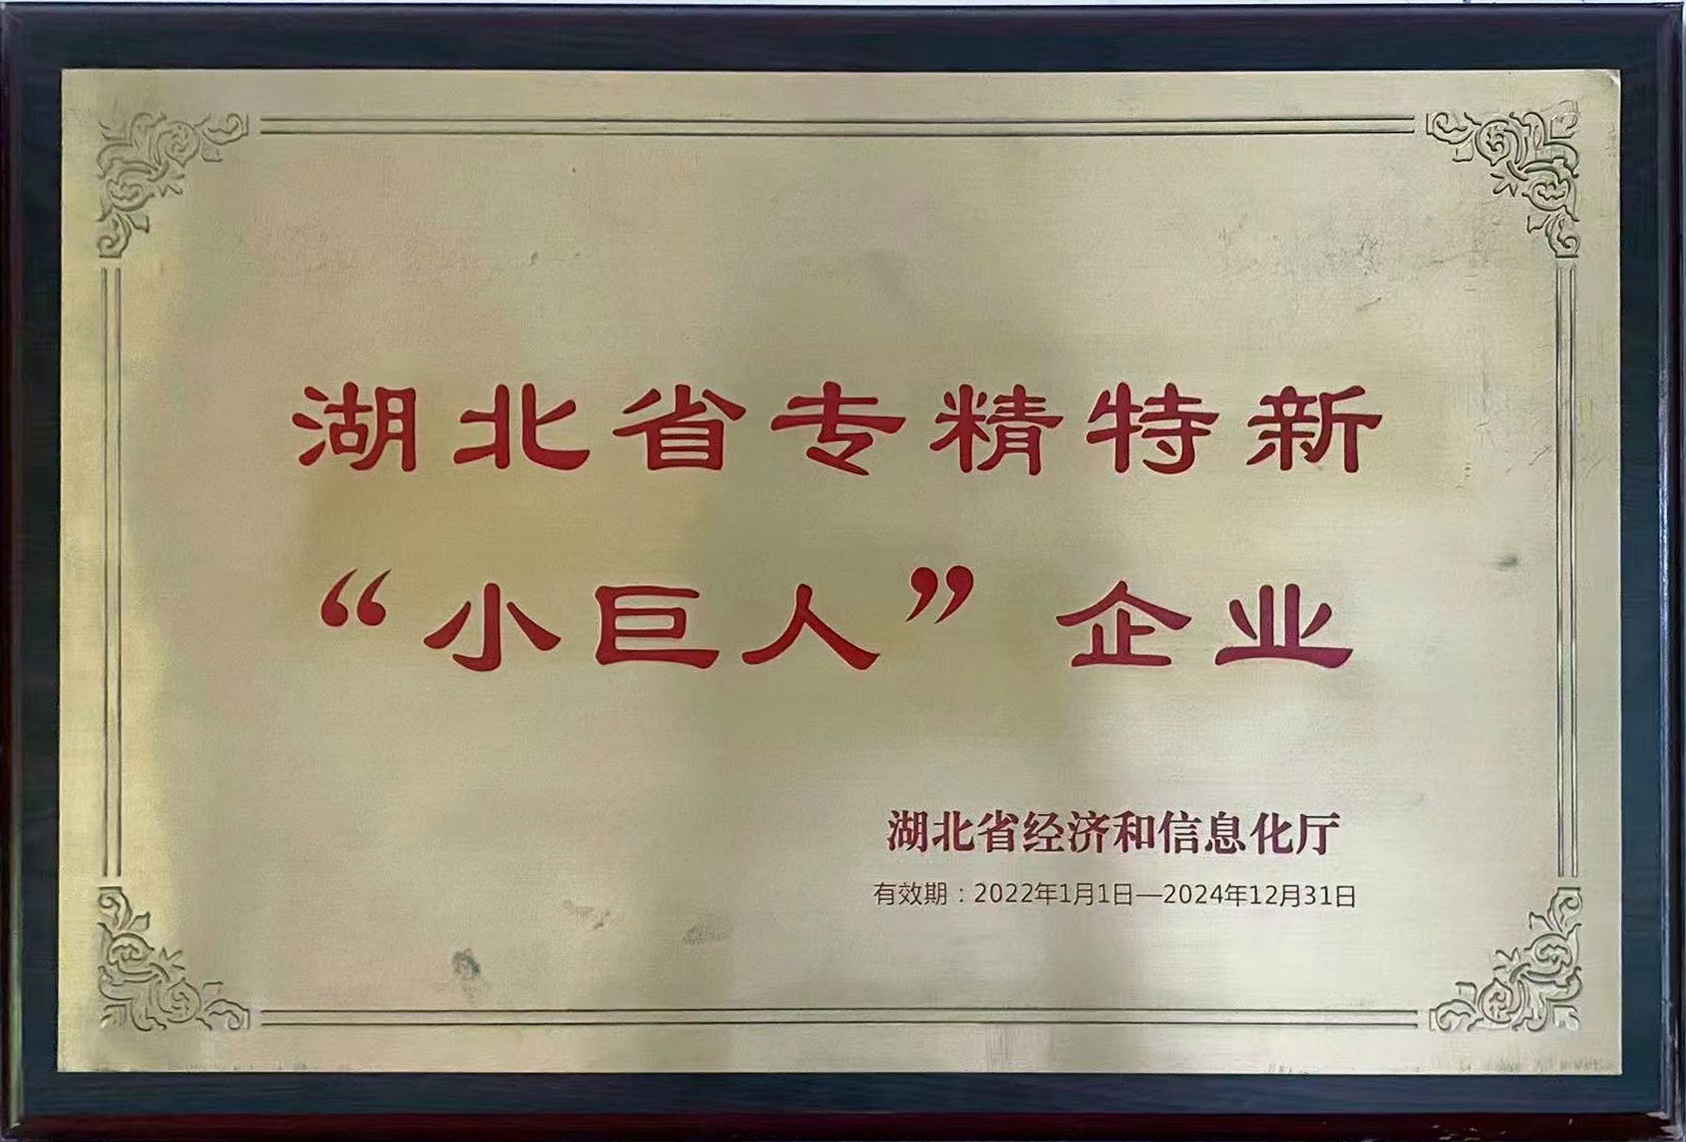 湖北省专精特新
“小巨人”企业
湖北省经济和信息化厅
有效期：2022年1月1日—2024年12月31日